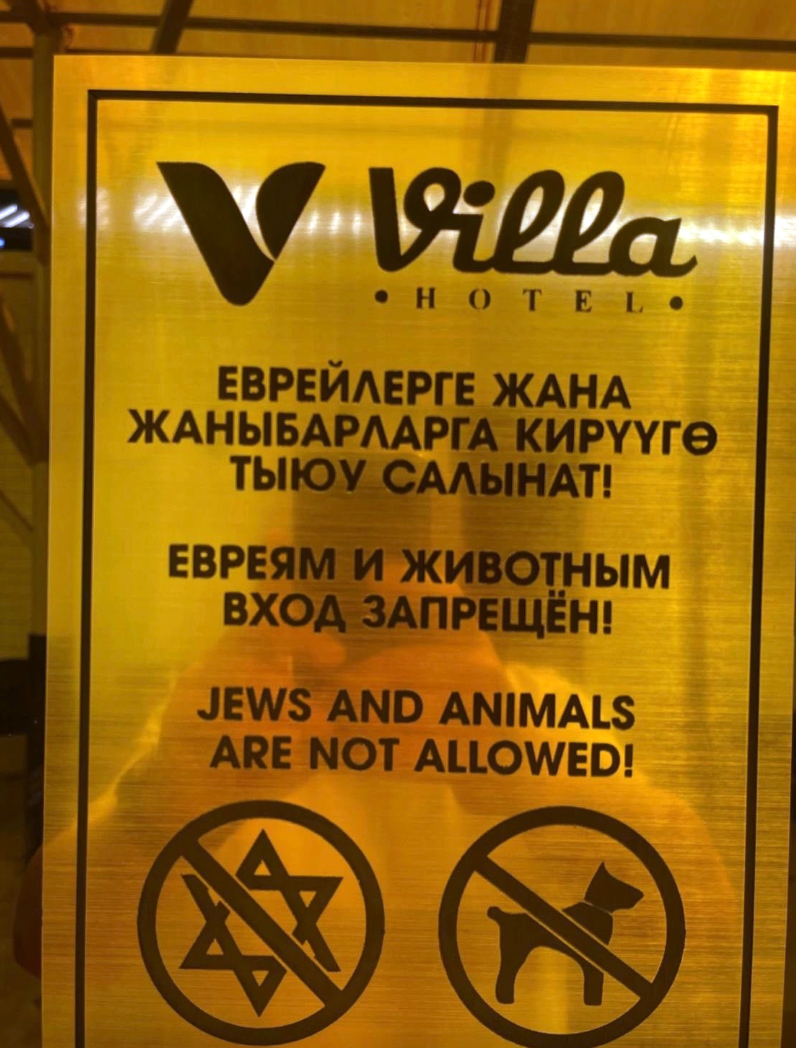 Villa
• HOTEL •
ЕВРЕЙЛЕРГЕ ЖАНА
ЖАНЫБАРЛАРГА КИРҮҮГӨ
ТЫЮУ САЛЫНАТ!
ЕВРЕЯМ И ЖИВОТНЫМ
ВХОД ЗАПРЕЩЁН!
JEWS AND ANIMALS
ARE NOT ALLOWED!